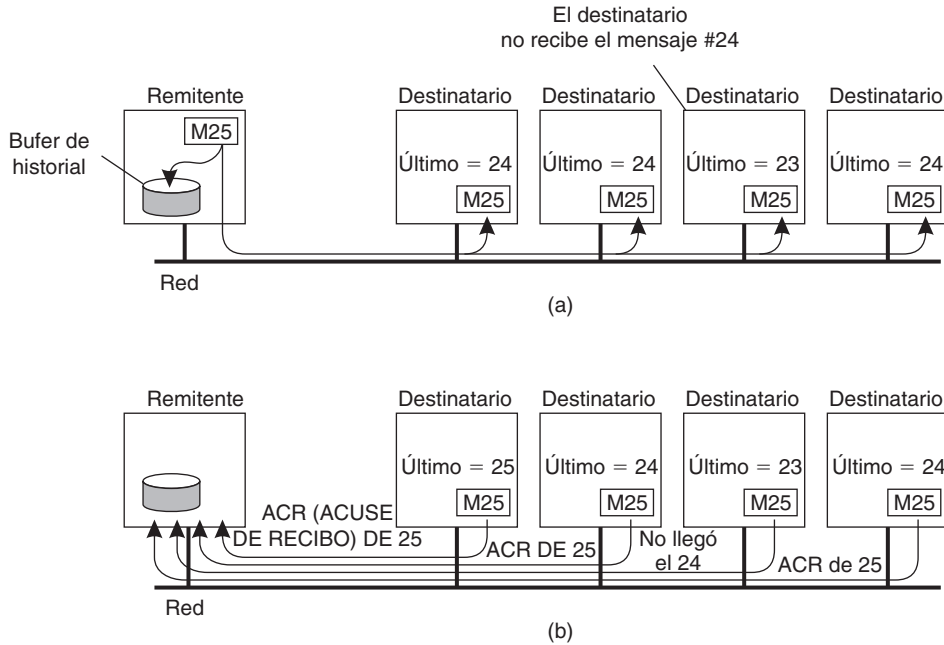 El destinatario
no recibe el mensaje #24
Remitente
Destinatario
Destinatario
Destinatario
Destinatario
Bufer de
historial
M25
Último = 24
Último = 24
Último = 23
Último = 24
M25
M25
M25
M25
Red
(a)
Remitente
Destinatario
Destinatario
Destinatario
Destinatario
Último = 25
Último = 24
Último = 23
Último = 24
M25
M25
M25
M25
ACR (ACUSE
DE RECIBO) DE 25
ACR DE 25
No llegó
el 24
ACR de 25
Red
(b)